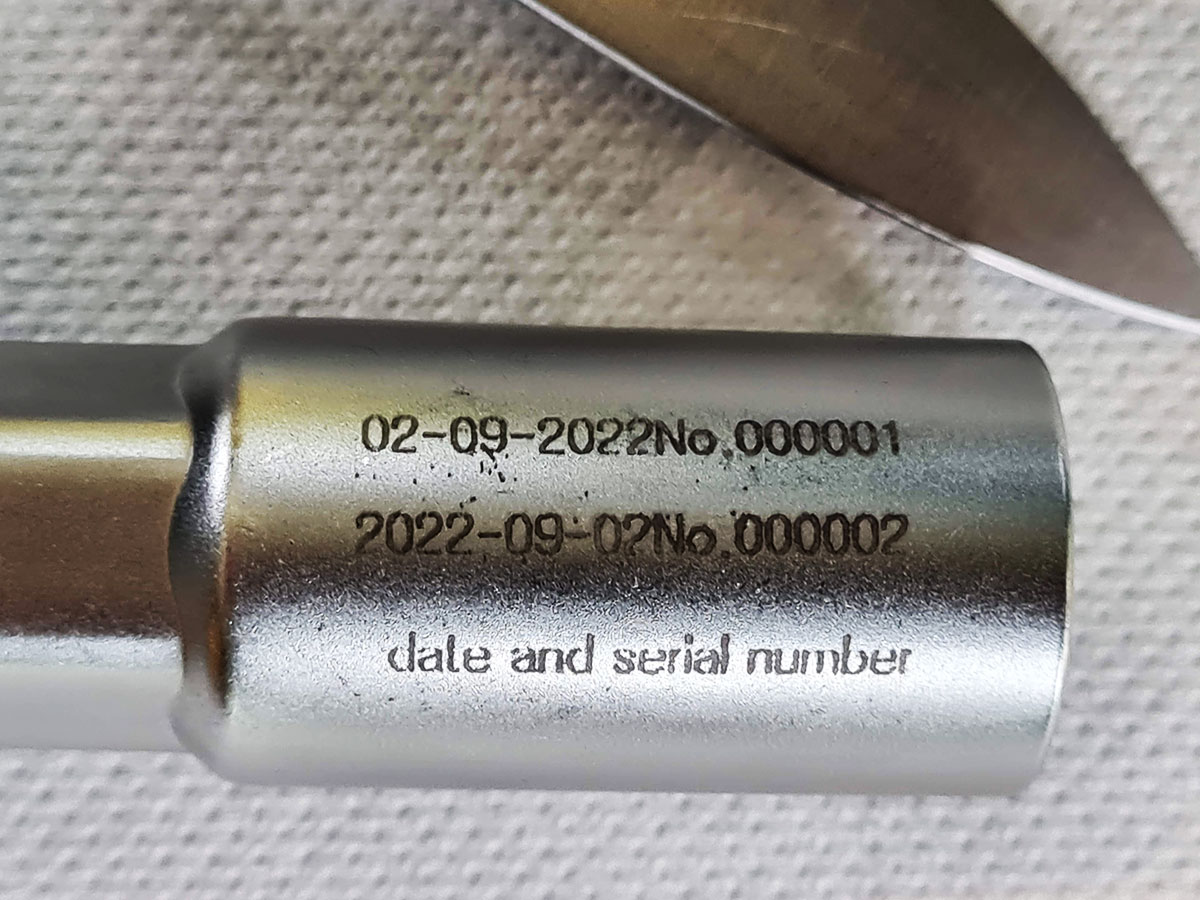 02-09-2022No.000001
2022-09-02No.000002
date and serial number